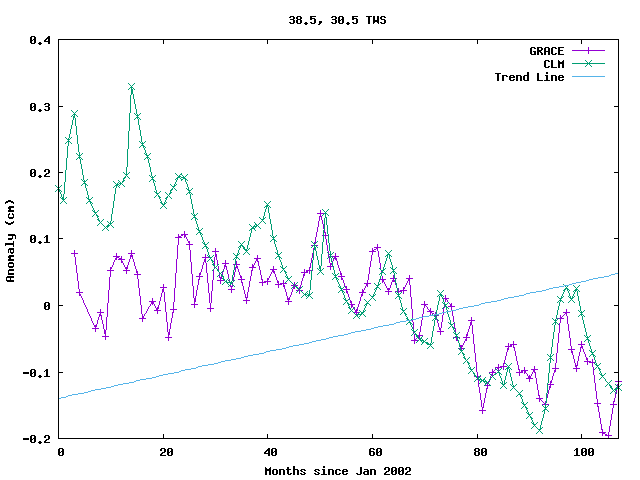 38.5, 30.5 TWS
GRACE
CLM
Trend Line
Anomaly (cm)
0.4
0.3
0.2
0.1
0
-0.1
-0.2
0 20 40 60 80 100
Months since Jan 2002